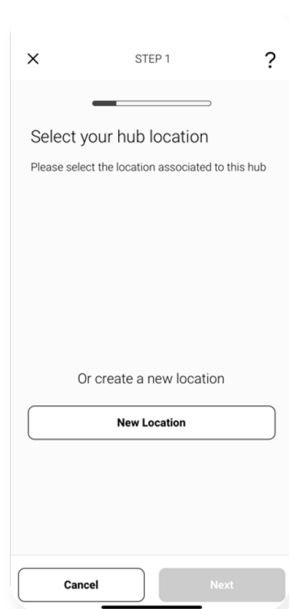 STEP 1
?
Select your hub location
Please select the location associated to this hub
Or create a new location
New Location
Cancel
Next